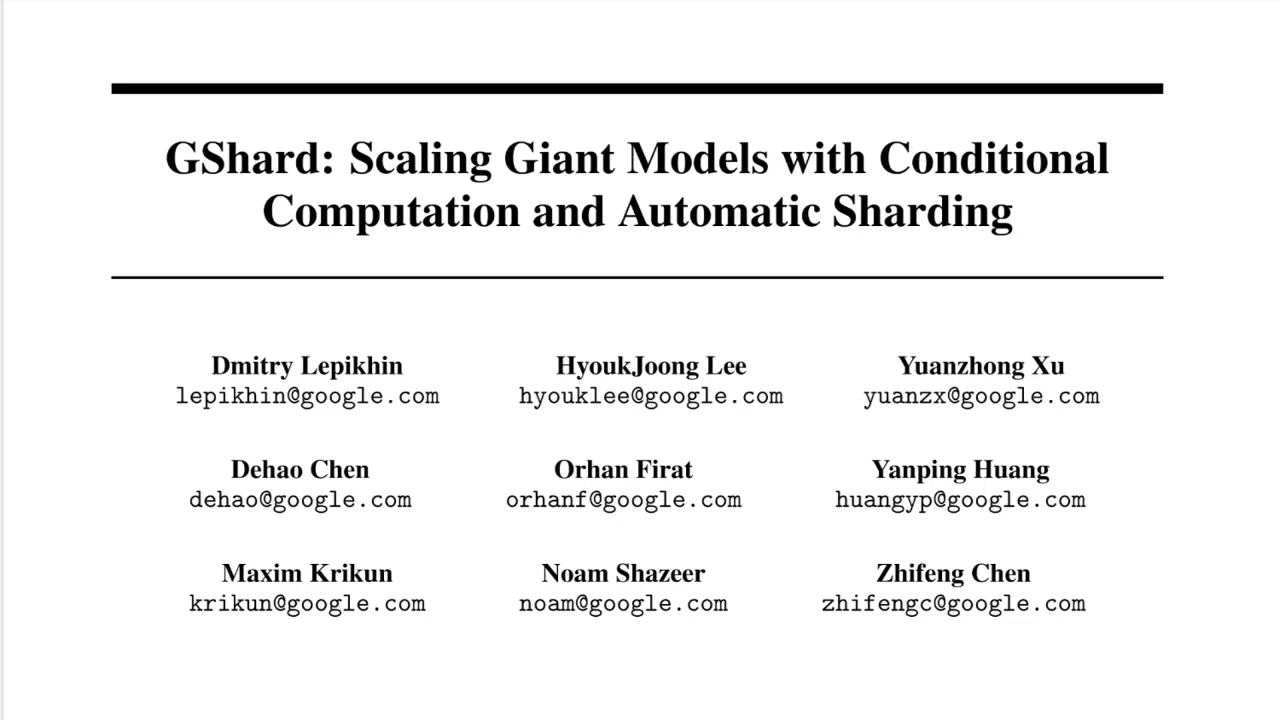 GShard: Scaling Giant Models with Conditional
Computation and Automatic Sharding
Dmitry Lepikhin
lepikhin@google.com
HyoukJoong Lee
hyouklee@google.com
Yuanzhong Xu
yuanzx@google.com
Dehao Chen
dehao@google.com
Orhan Firat
orhanf@google.com
Yanping Huang
huangyp@google.com
Maxim Krikun
krikun@google.com
Noam Shazeer
noam@google.com
Zhifeng Chen
zhifengc@google.com